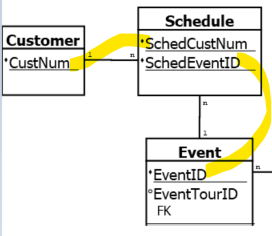 Schedule
*SchedCustNum
*SchedEventID
Customer
*CustNum
1
n
n
1
Event
*EventID
°EventTourID
FK
n